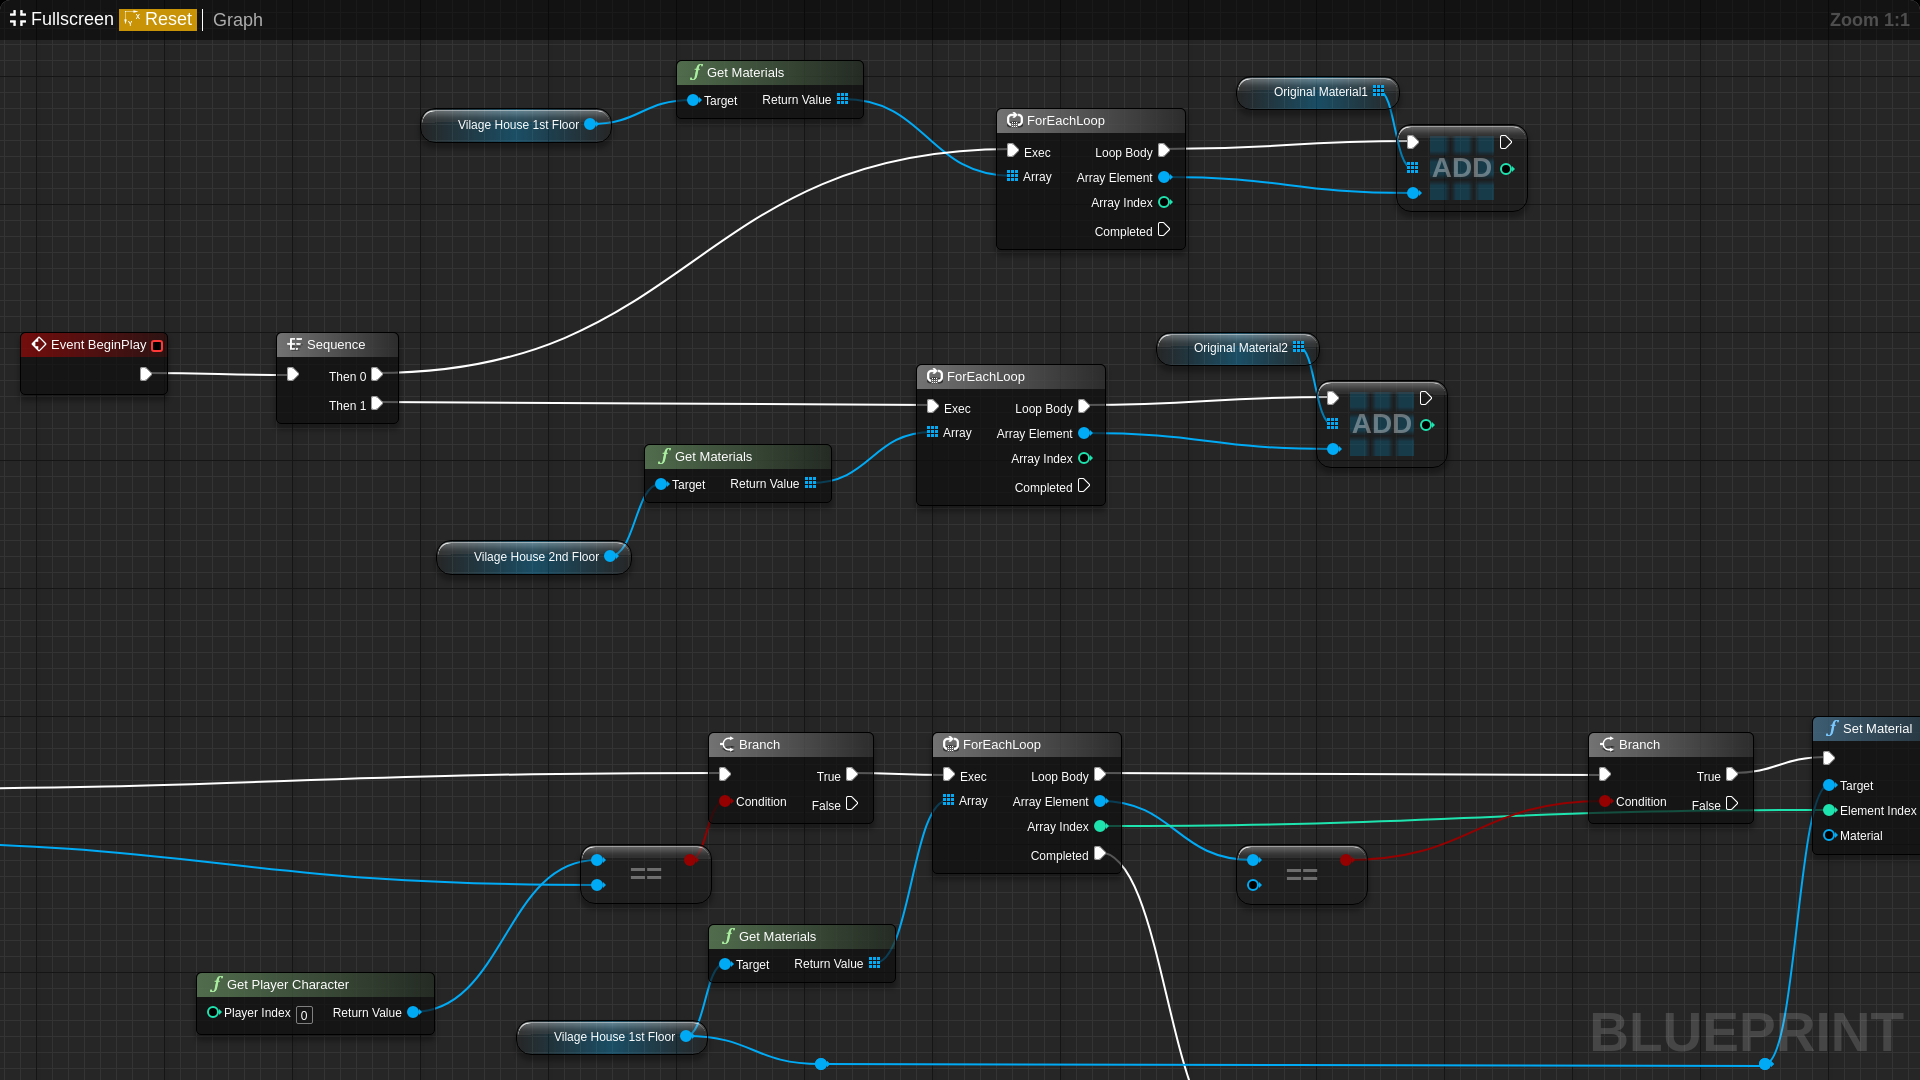 Fullscreen Reset Graph Zoom 1:1
Get Materials
Target Return Value
Vilage House 1st Floor
ForEachLoop
Exec Loop Body
Array Array Element
Array Index
Completed
Original Material1
ADD
Event BeginPlay
Sequence
Then 0
Then 1
ForEachLoop
Exec Loop Body
Array Array Element
Array Index
Completed
Original Material2
ADD
Get Materials
Target Return Value
Vilage House 2nd Floor
Branch
True
Condition False
ForEachLoop
Exec Loop Body
Array Array Element
Array Index
Completed
Branch
True
Condition False
Set Material
Target
Element Index
Material
==
==
Get Materials
Target Return Value
Get Player Character
Player Index 0 Return Value
Vilage House 1st Floor
BLUEPRINT